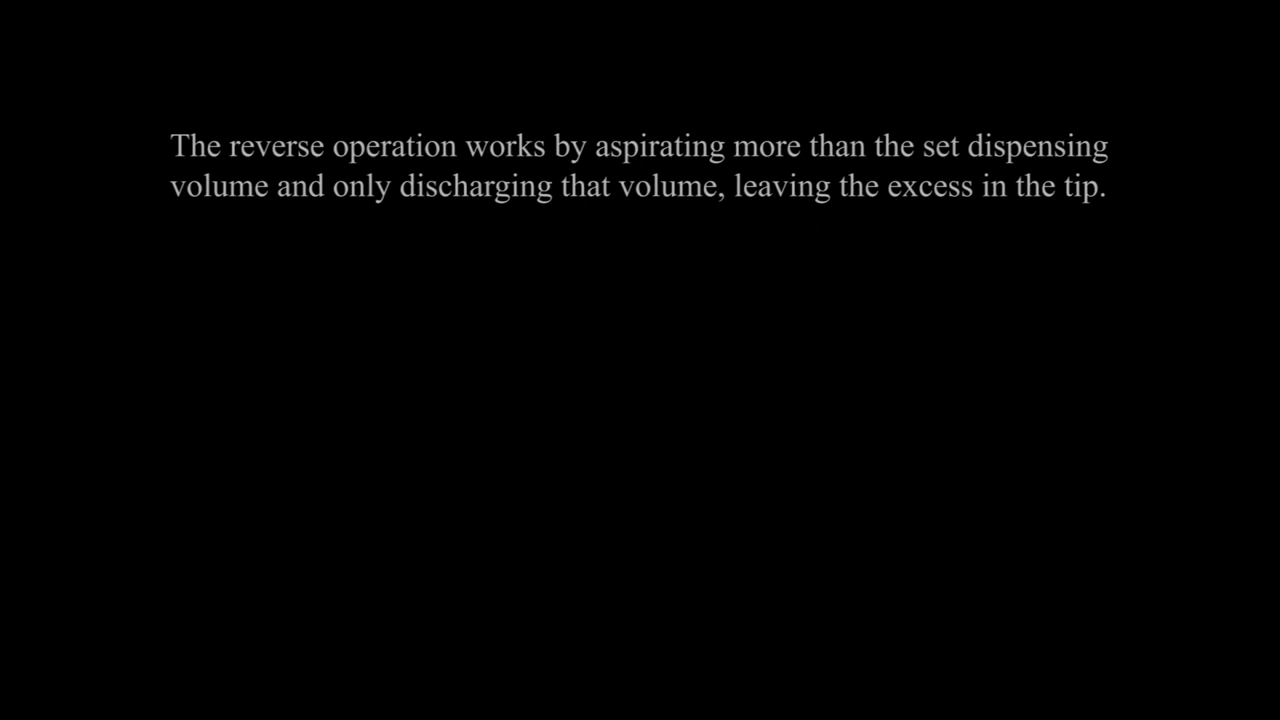 The reverse operation works by aspirating more than the set dispensing
volume and only discharging that volume, leaving the excess in the tip.